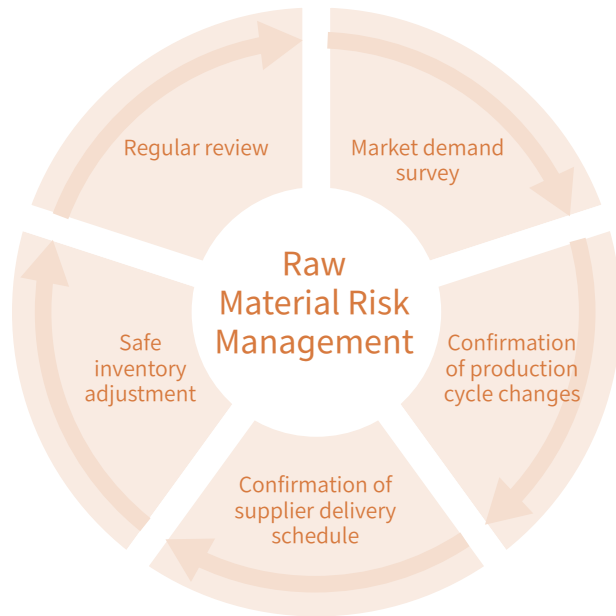 Regular review
Market demand
survey
Raw
Material Risk
Management
Safe
inventory
adjustment
Confirmation
of production
cycle changes
Confirmation of
supplier delivery
schedule